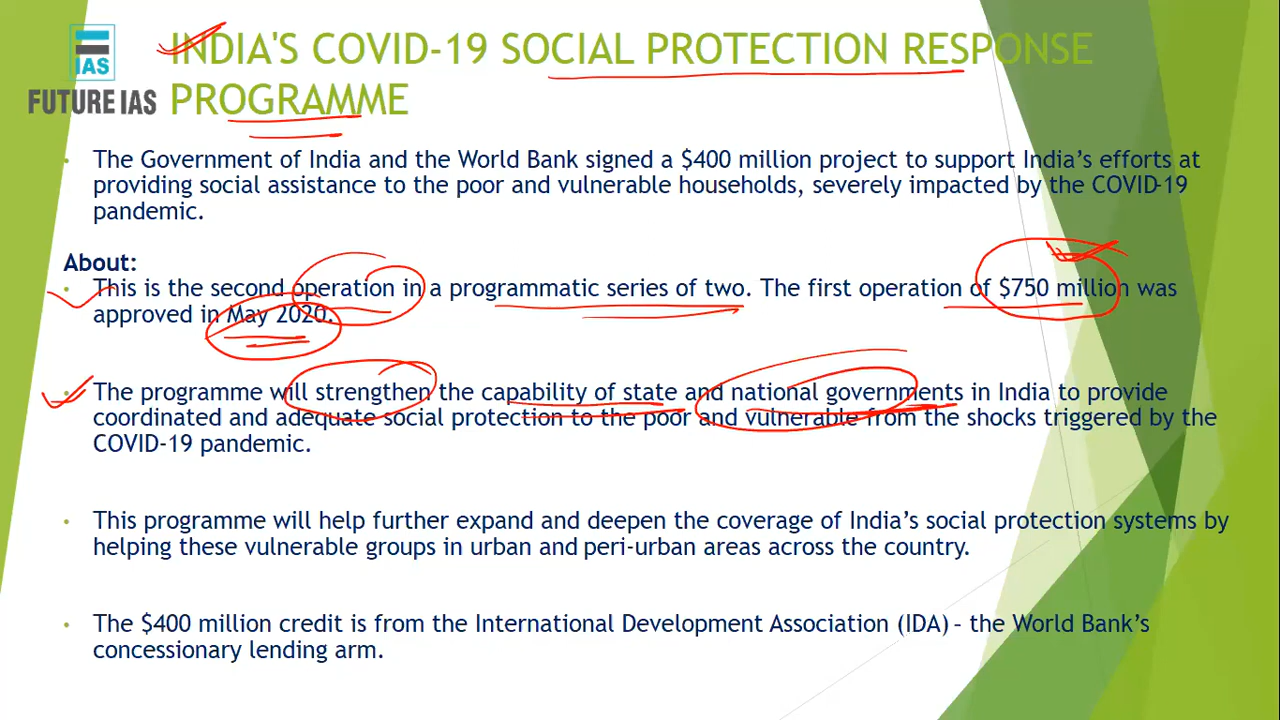 IAS
FUTURE IAS
INDIA'S COVID-19 SOCIAL PROTECTION RESPONSE
PROGRAMME
• The Government of India and the World Bank signed a $400 million project to support India's efforts at
providing social assistance to the poor and vulnerable households, severely impacted by the COVID-19
pandemic.
About:
• This is the second operation in a programmatic series of two. The first operation of $750 million was
approved in May 2020.
• The programme will strengthen the capability of state and national governments in India to provide
coordinated and adequate social protection to the poor and vulnerable from the shocks triggered by the
COVID-19 pandemic.
• This programme will help further expand and deepen the coverage of India's social protection systems by
helping these vulnerable groups in urban and peri-urban areas across the country.
• The $400 million credit is from the International Development Association (IDA) – the World Bank's
concessionary lending arm.